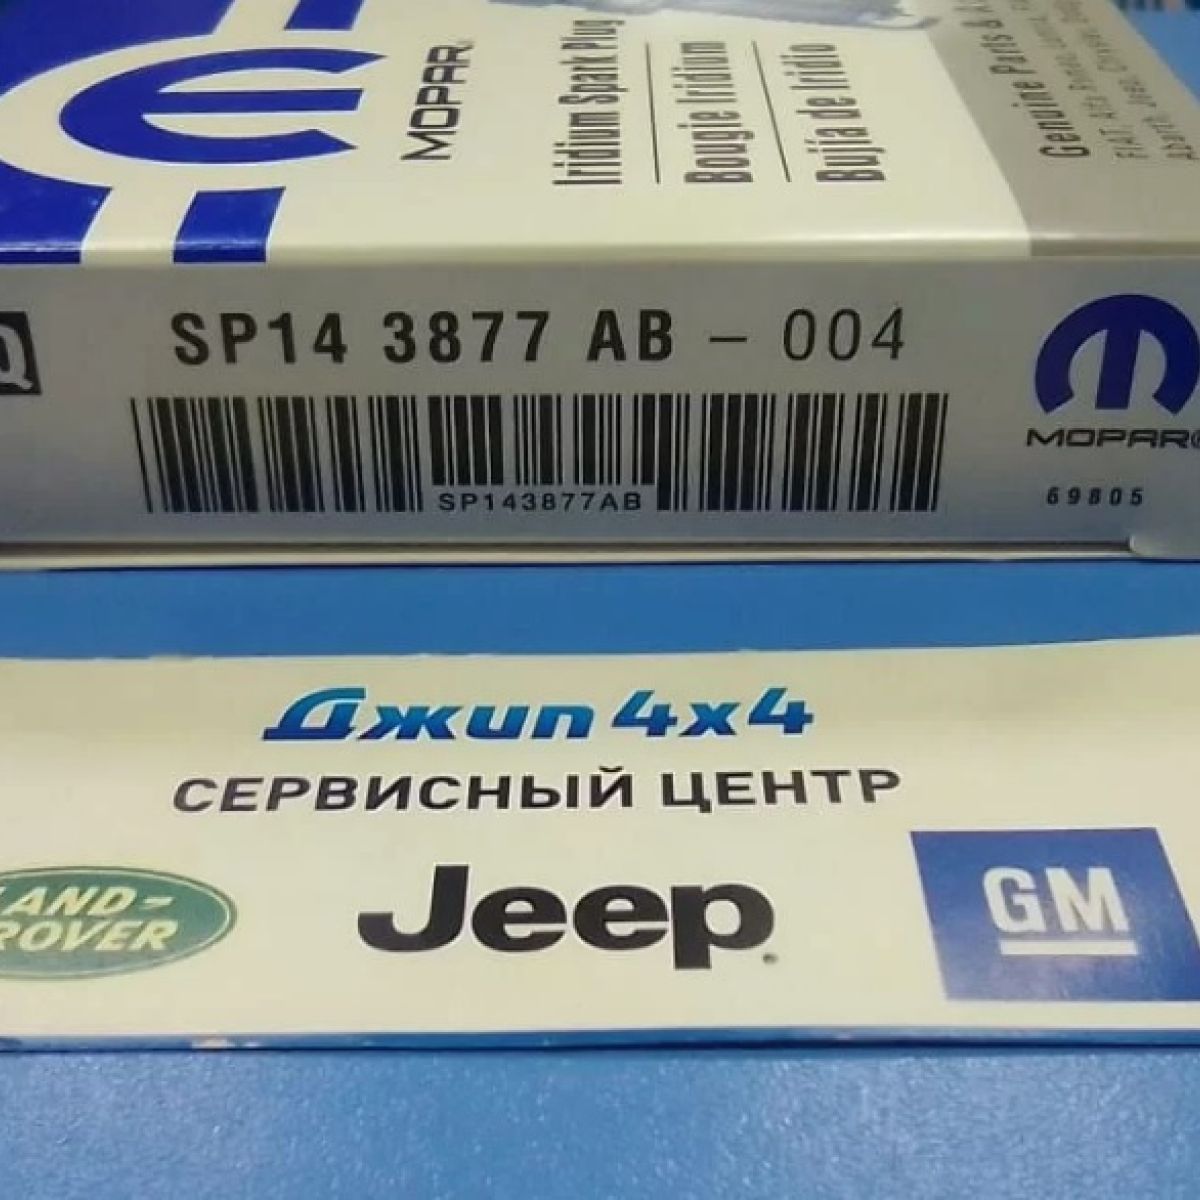 MOPAR
Iridium Spark Plug
Bougie Iridium
Bujía de Iridio
Genuine Parts &
SP14 3877 AB - 004
SP143877AB
MOPAR
69805
Джип 4x4
СЕРВИСНЫЙ ЦЕНТР
LAND-
ROVER
Jeep
GM